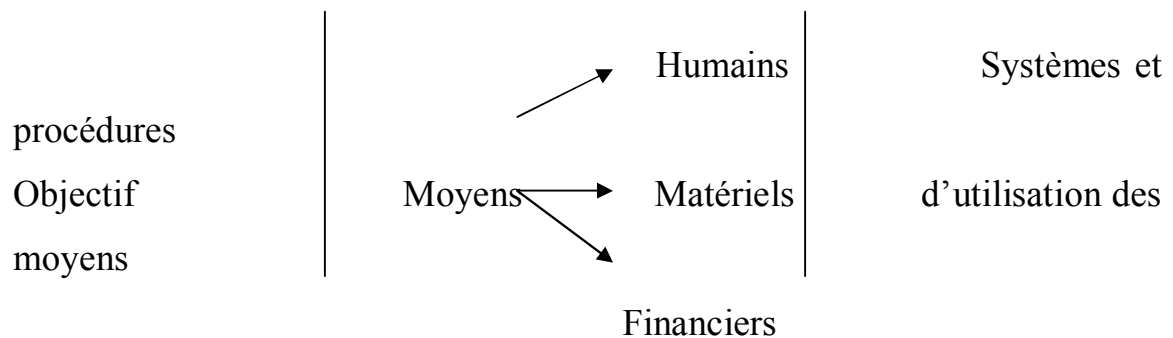 Humains Systèmes et
procédures
Objectif Moyens Matériels d’utilisation des
moyens
Financiers